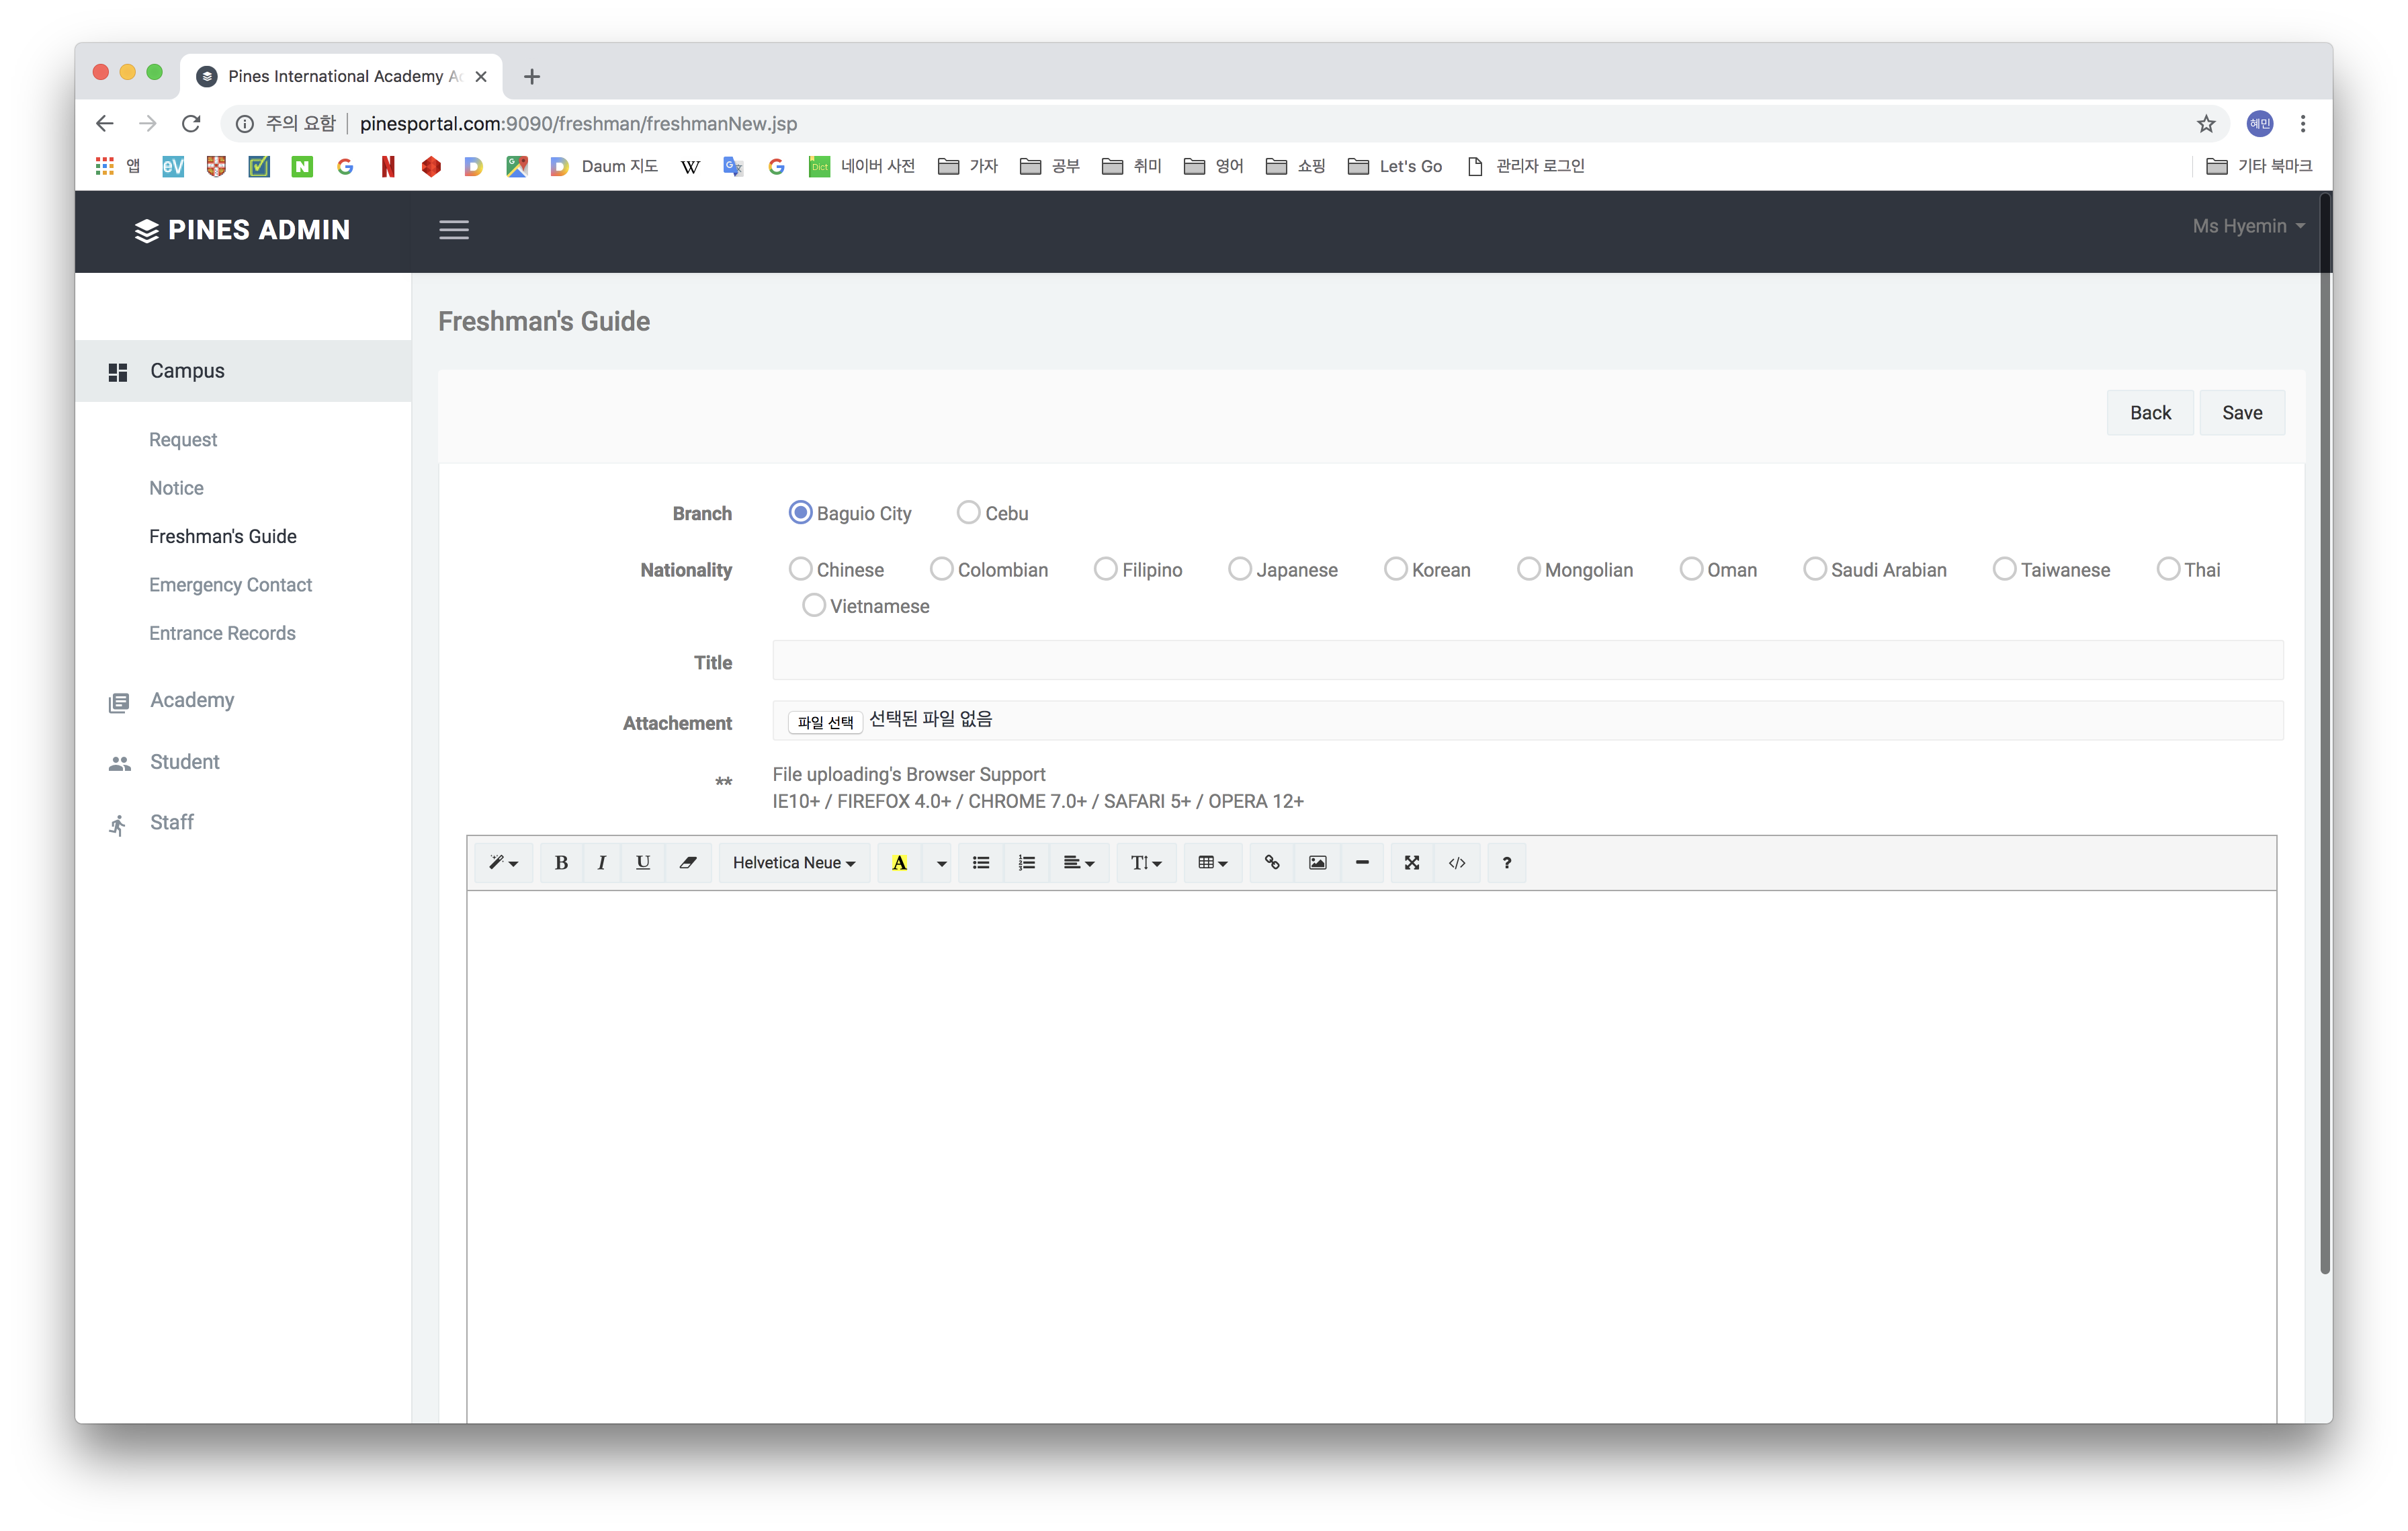 Pines International Academy
주의 요함 | pinesportal.com:9090/freshman/freshmanNew.jsp
혜민
앱 eV N Daum 지도 W Dict 네이버 사전 가자 공부 취미 영어 쇼핑 Let's Go 관리자 로그인 기타 북마크
PINES ADMIN
Ms Hyemin
Freshman's Guide
Back Save
Campus
Request
Notice
Freshman's Guide
Emergency Contact
Entrance Records
Academy
Student
Staff
Branch Baguio City Cebu
Nationality Chinese Colombian Filipino Japanese Korean Mongolian Oman Saudi Arabian Taiwanese Thai
Vietnamese
Title
Attachement 파일 선택 선택된 파일 없음
** File uploading's Browser Support
IE10+ / FIREFOX 4.0+ / CHROME 7.0+ / SAFARI 5+ / OPERA 12+
B I U Helvetica Neue A T </> ?